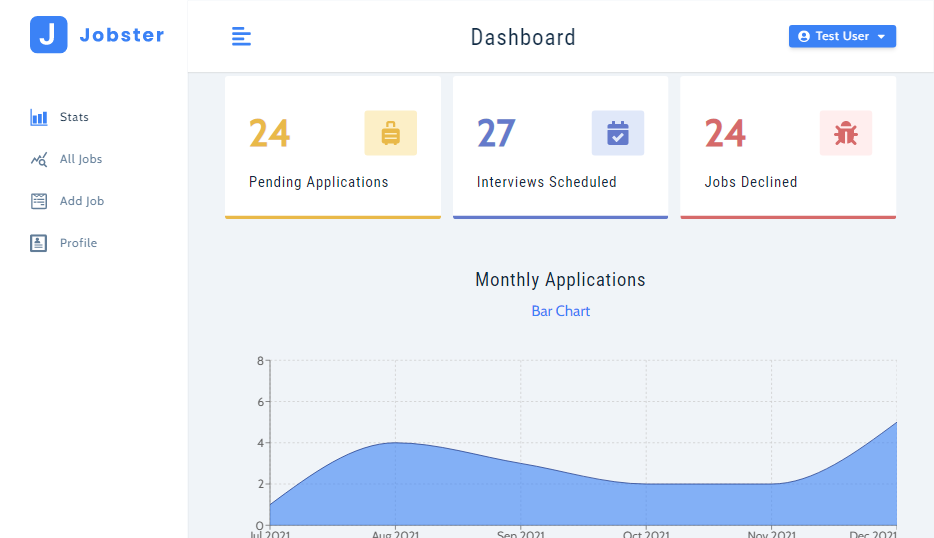 J Jobster
Dashboard
Test User
Stats
All Jobs
Add Job
Profile
24
Pending Applications
27
Interviews Scheduled
24
Jobs Declined
Monthly Applications
Bar Chart
8
6
4
2
0
Jul 2021 Aug 2021 Sep 2021 Oct 2021 Nov 2021 Dec 2021